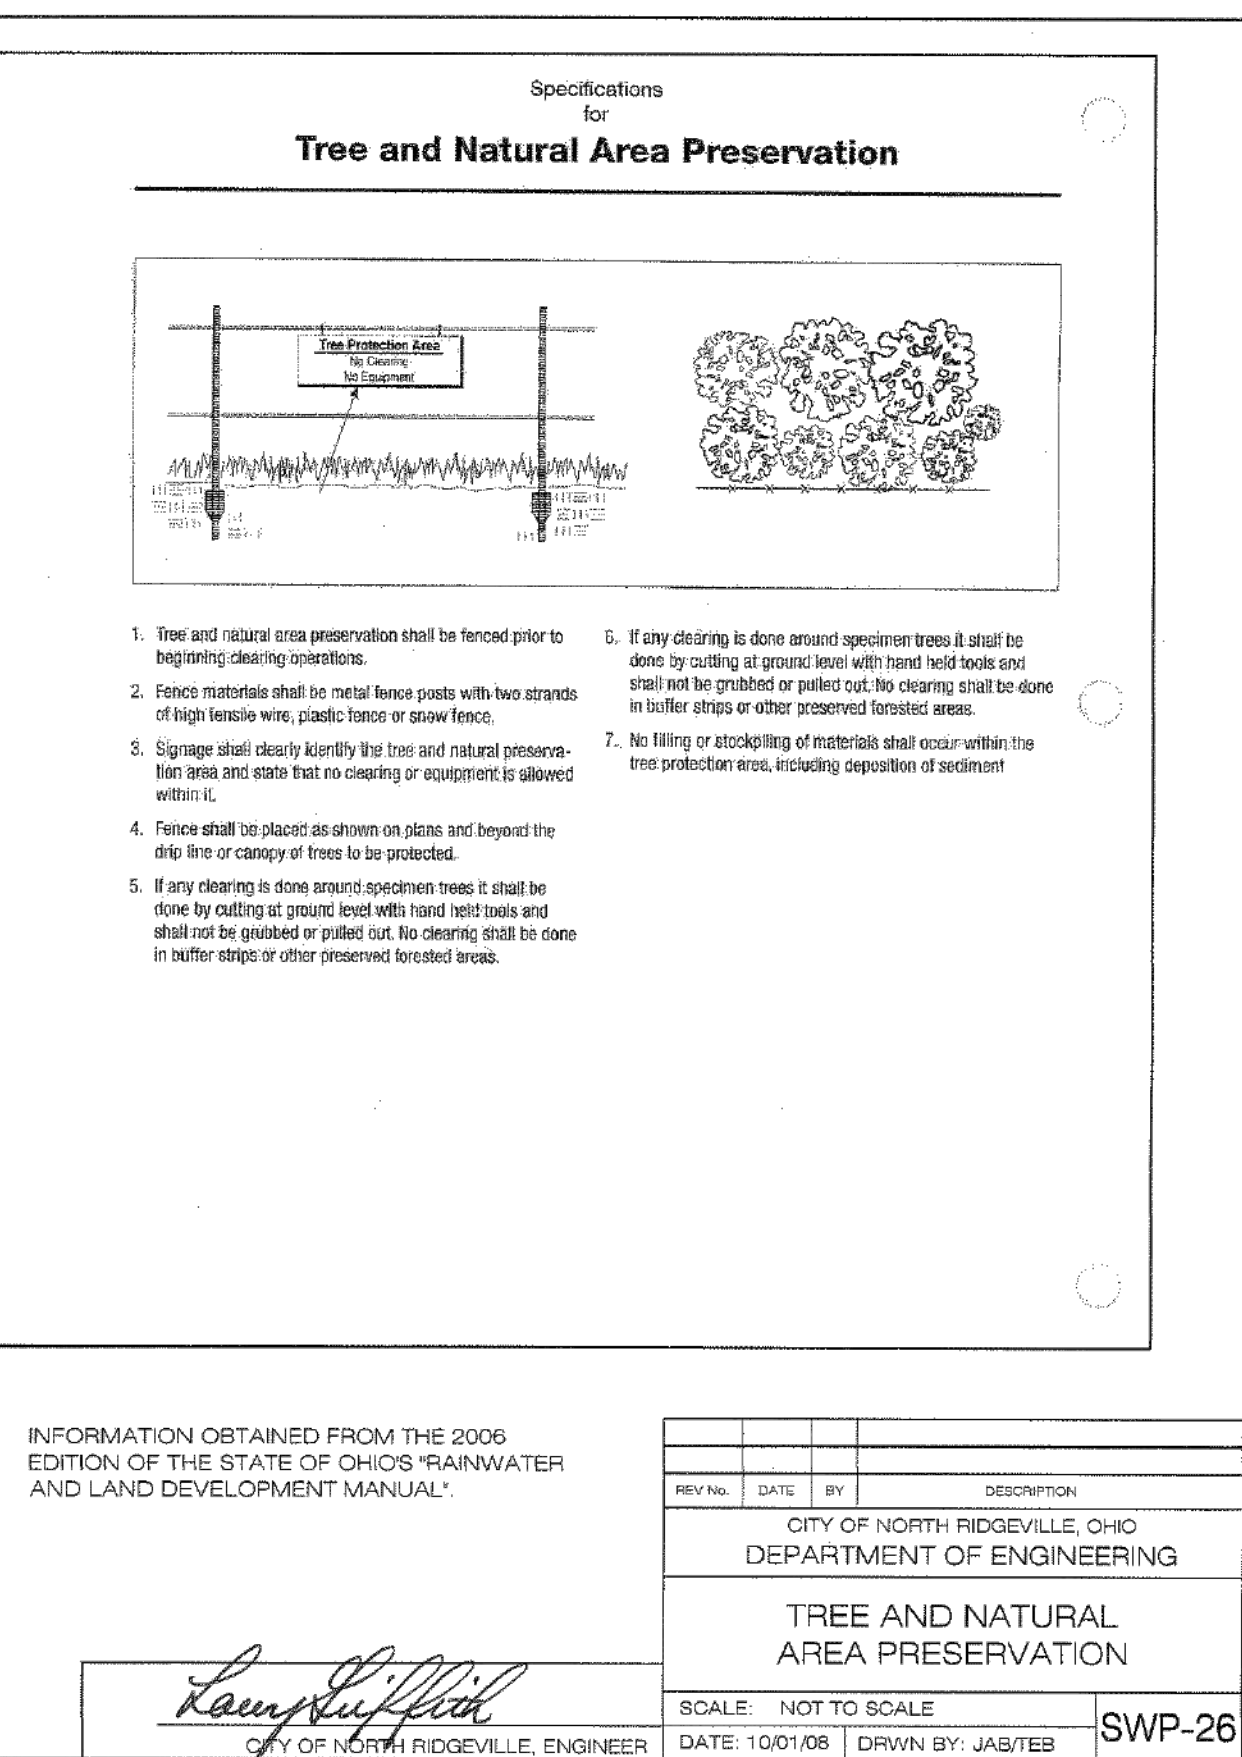 Specifications
for
Tree and Natural Area Preservation
Tree Protection Area
No Clearing
No Equipment
1. Tree and natural area preservation shall be fenced prior to
beginning clearing operations.
2. Fence materials shall be metal fence posts with two strands
of high tensile wire, plastic fence or snow fence.
3. Signage shall clearly identify the tree and natural preserva-
tion area and state that no clearing or equipment is allowed
within it.
4. Fence shall be placed as shown on plans and beyond the
drip line or canopy of trees to be protected.
5. If any clearing is done around specimen trees it shall be
done by cutting at ground level with hand held tools and
shall not be grubbed or pulled out. No clearing shall be done
in buffer strips or other preserved forested areas.
6. If any clearing is done around specimen trees it shall be
done by cutting at ground level with hand held tools and
shall not be grubbed or pulled out. No clearing shall be done
in buffer strips or other preserved forested areas.
7. No filling or stockpiling of materials shall occur within the
tree protection area, including deposition of sediment
INFORMATION OBTAINED FROM THE 2006
EDITION OF THE STATE OF OHIO'S "RAINWATER
AND LAND DEVELOPMENT MANUAL".
REV No. DATE BY DESCRIPTION
CITY OF NORTH RIDGEVILLE, OHIO
DEPARTMENT OF ENGINEERING
TREE AND NATURAL
AREA PRESERVATION
Larry Griffith
CITY OF NORTH RIDGEVILLE, ENGINEER
SCALE: NOT TO SCALE
DATE: 10/01/08 DRWN BY: JAB/TEB
SWP-26